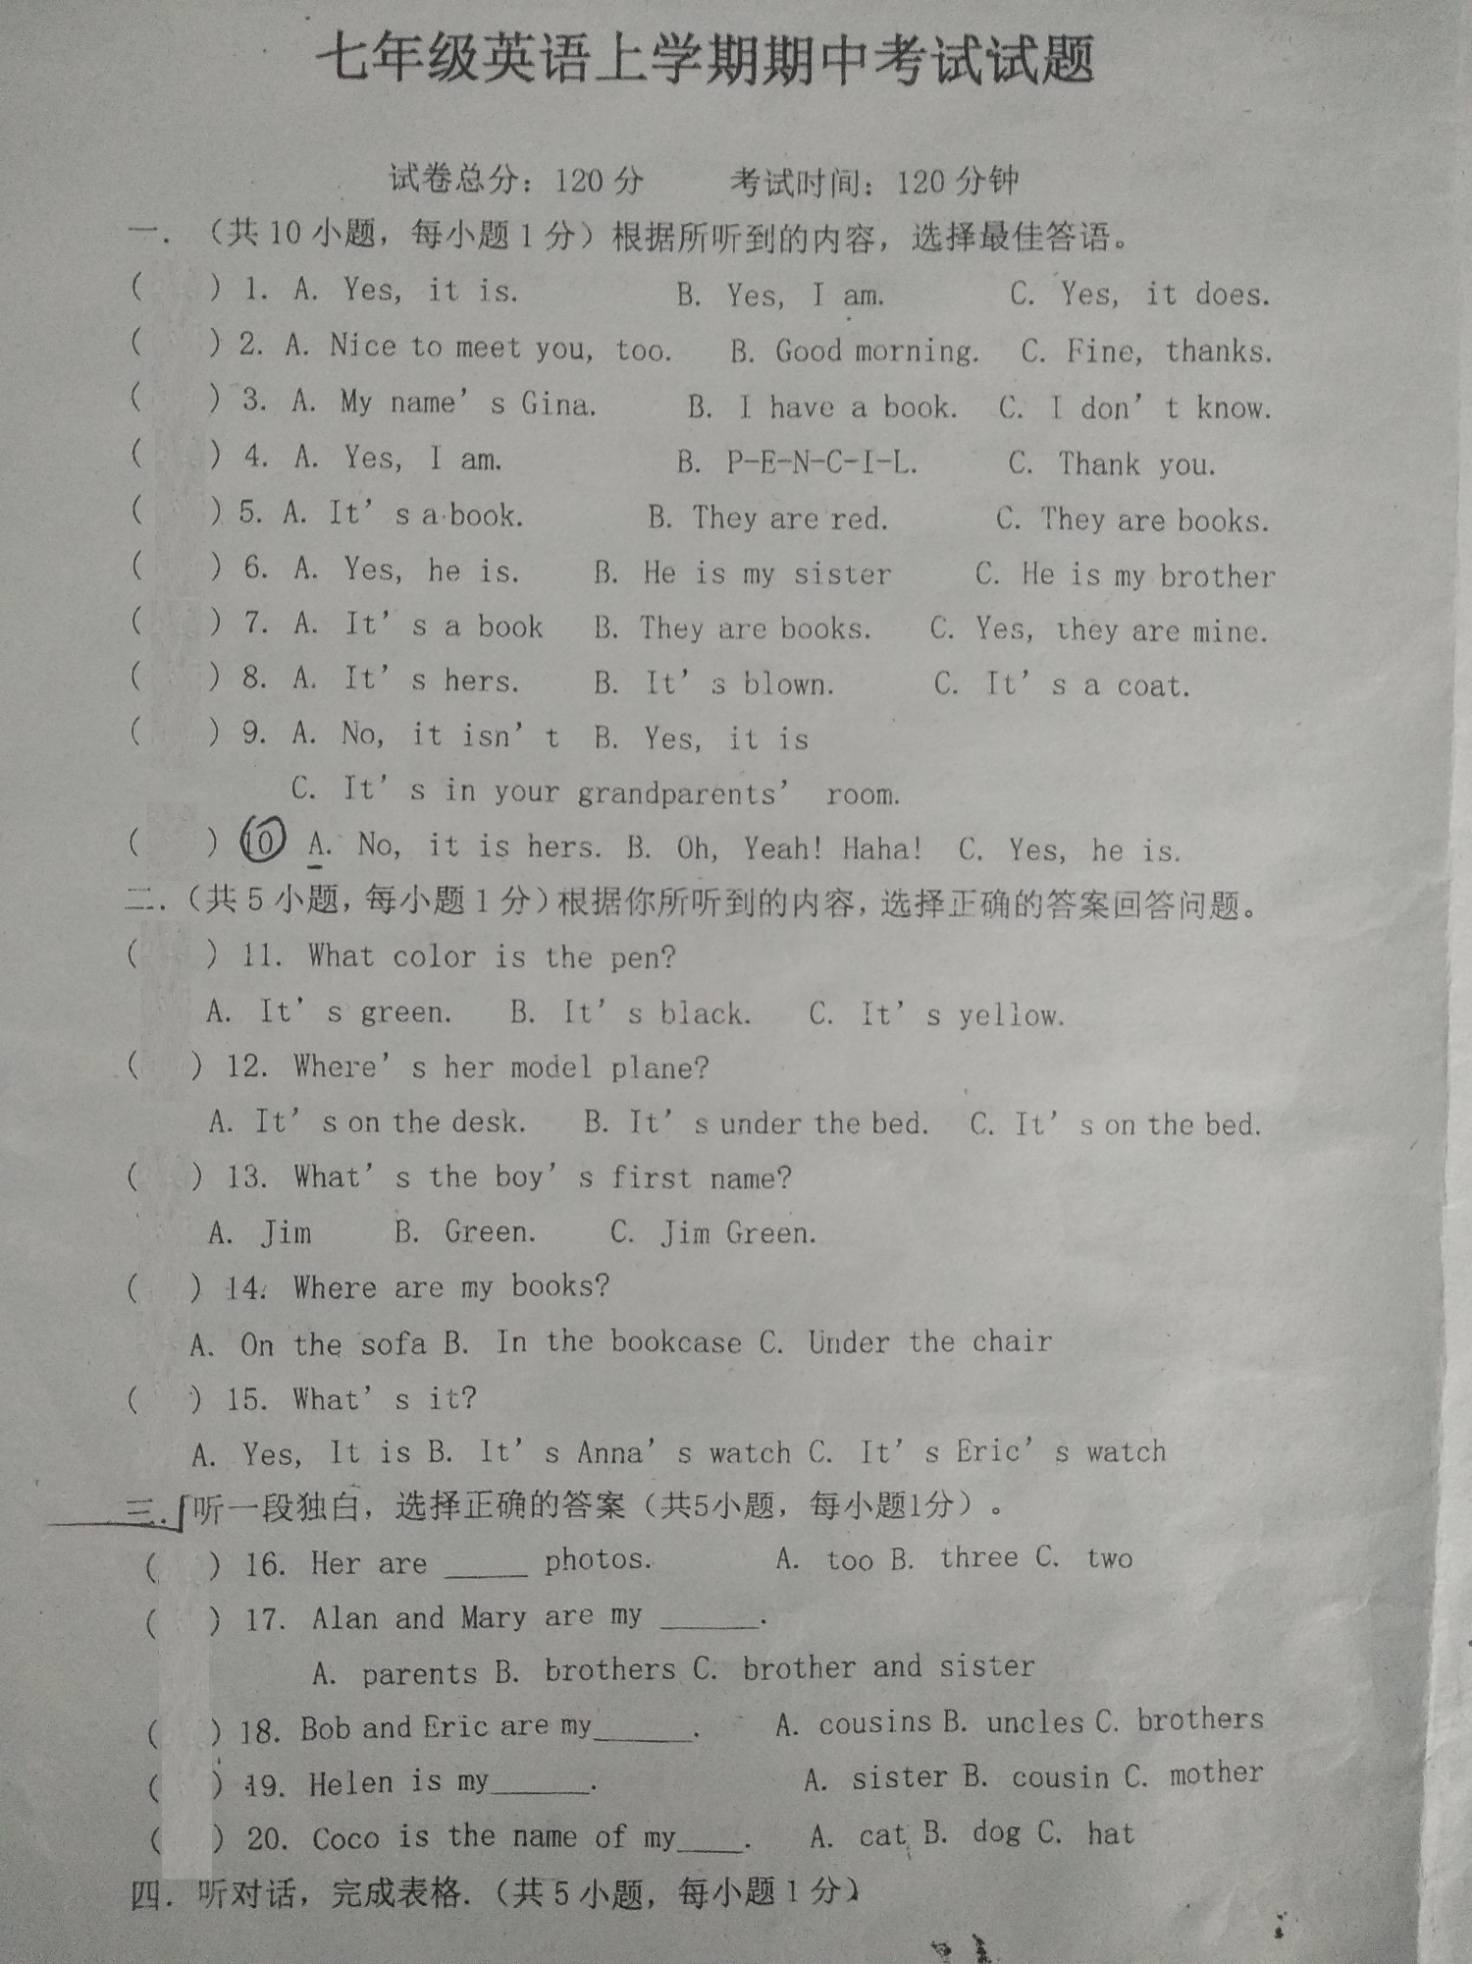 七年级英语上学期期中考试试题
试卷总分：120分 考试时间：120分钟
一．（共10小题，每小题1分）根据所听到的内容，选择最佳答语。
( ) 1. A. Yes, it is. B. Yes, I am. C. Yes, it does.
( ) 2. A. Nice to meet you, too. B. Good morning. C. Fine, thanks.
( ) 3. A. My name's Gina. B. I have a book. C. I don't know.
( ) 4. A. Yes, I am. B. P-E-N-C-I-L. C. Thank you.
( ) 5. A. It's a book. B. They are red. C. They are books.
( ) 6. A. Yes, he is. B. He is my sister C. He is my brother
( ) 7. A. It's a book B. They are books. C. Yes, they are mine.
( ) 8. A. It's hers. B. It's blown. C. It's a coat.
( ) 9. A. No, it isn't B. Yes, it is
C. It's in your grandparents' room.
( ) 10 A. No, it is hers. B. Oh, Yeah! Haha! C. Yes, he is.
二.（共5小题，每小题1分）根据你所听到的内容，选择正确的答案回答问题。
( ) 11. What color is the pen?
A. It's green. B. It's black. C. It's yellow.
( ) 12. Where's her model plane?
A. It's on the desk. B. It's under the bed. C. It's on the bed.
( ) 13. What's the boy's first name?
A. Jim B. Green. C. Jim Green.
( ) 14. Where are my books?
A. On the sofa B. In the bookcase C. Under the chair
( ) 15. What's it?
A. Yes, It is B. It's Anna's watch C. It's Eric's watch
三.听一段独白，选择正确的答案（共5小题，每小题1分）。
( ) 16. Her are _____ photos. A. too B. three C. two
( ) 17. Alan and Mary are my ______.
A. parents B. brothers C. brother and sister
( ) 18. Bob and Eric are my______. A. cousins B. uncles C. brothers
( ) 19. Helen is my______. A. sister B. cousin C. mother
( ) 20. Coco is the name of my____. A. cat B. dog C. hat
四．听对话，完成表格.（共5小题，每小题1分）